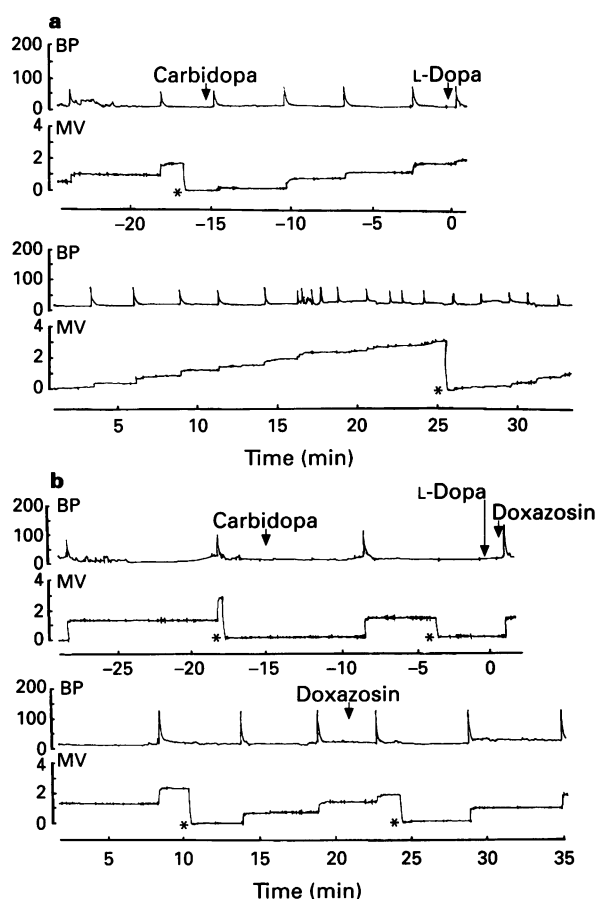 a
200 BP
100
0
Carbidopa L-Dopa
4 MV
2
0 *
−20 −15 −10 −5 0
200 BP
100
0
4 MV
2
0 *
5 10 15 20 25 30
Time (min)
b
200 BP
100
0
Carbidopa L-Dopa Doxazosin
4 MV
2
0 * *
−25 −20 −15 −10 −5 0
200 BP
100
0
Doxazosin
4 MV
2
0 * *
5 10 15 20 25 30 35
Time (min)